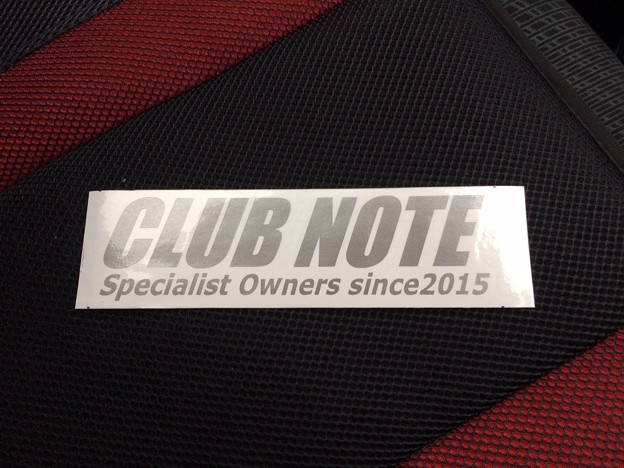 CLUB NOTE
Specialist Owners since2015